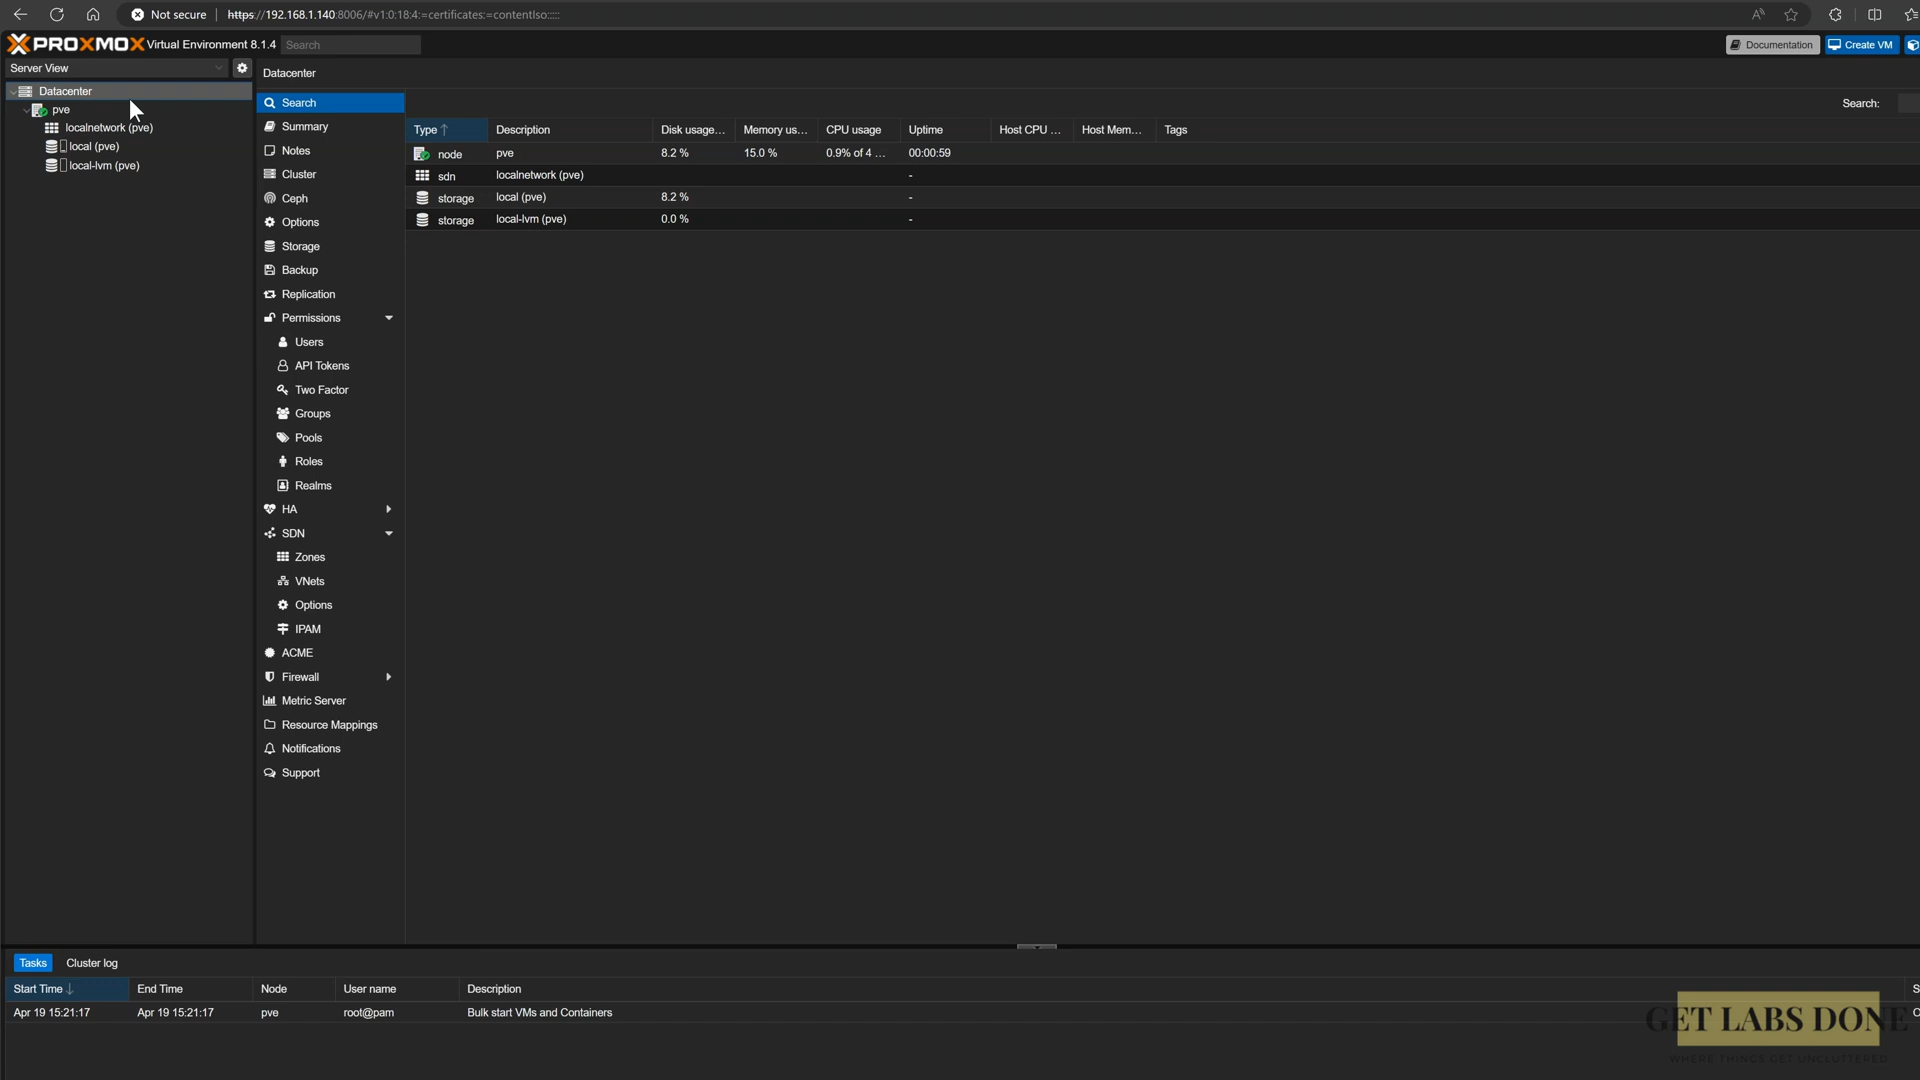 Not secure https://192.168.1.140:8006/#v1:0:18:4:=certificates:=contentIso:::::
PROXMOX Virtual Environment 8.1.4 Search Documentation Create VM
Server View
Datacenter
pve
localnetwork (pve)
local (pve)
local-lvm (pve)
Datacenter
Search
Summary
Notes
Cluster
Ceph
Options
Storage
Backup
Replication
Permissions
Users
API Tokens
Two Factor
Groups
Pools
Roles
Realms
HA
SDN
Zones
VNets
Options
IPAM
ACME
Firewall
Metric Server
Resource Mappings
Notifications
Support
Search:
Type Description Disk usage... Memory us... CPU usage Uptime Host CPU ... Host Mem... Tags
node pve 8.2 % 15.0 % 0.9% of 4 ... 00:00:59
sdn localnetwork (pve) -
storage local (pve) 8.2 % -
storage local-lvm (pve) 0.0 % -
Tasks Cluster log
Start Time End Time Node User name Description S
Apr 19 15:21:17 Apr 19 15:21:17 pve root@pam Bulk start VMs and Containers
GET LABS DONE
WHERE THINGS GET UNCLUTTERED